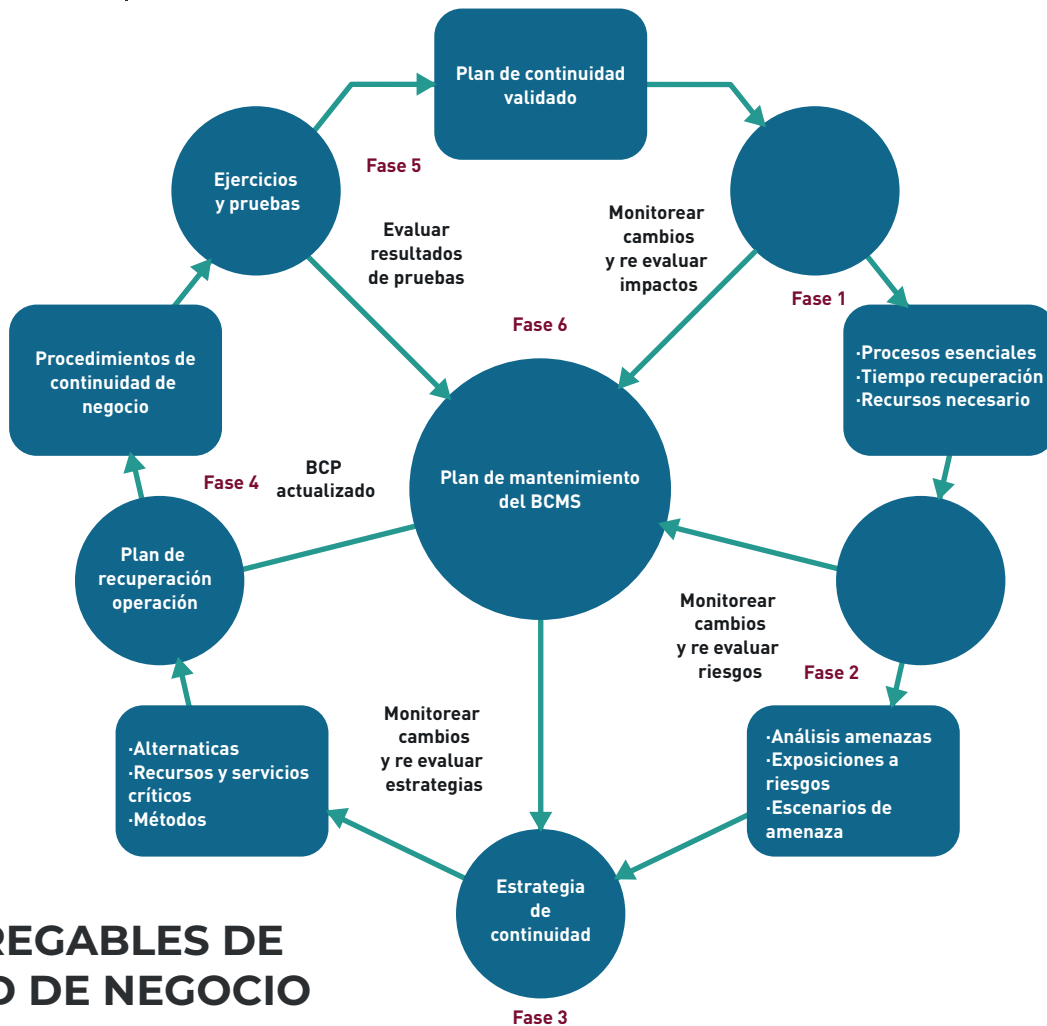 Plan de continuidad
validado
Fase 5
Ejercicios
y pruebas
Evaluar
resultados
de pruebas
Monitorear
cambios
y re evaluar
impactos
Fase 1
Fase 6
Procedimientos de
continuidad de
negocio
·Procesos esenciales
·Tiempo recuperación
·Recursos necesario
Plan de mantenimiento
del BCMS
Fase 4
BCP
actualizado
Plan de
recuperación
operación
Monitorear
cambios
y re evaluar
riesgos
Fase 2
Monitorear
cambios
y re evaluar
estrategias
·Alternaticas
·Recursos y servicios
críticos
·Métodos
·Análisis amenazas
·Exposiciones a
riesgos
·Escenarios de
amenaza
Estrategia
de
continuidad
REGABLES DE
D DE NEGOCIO
Fase 3